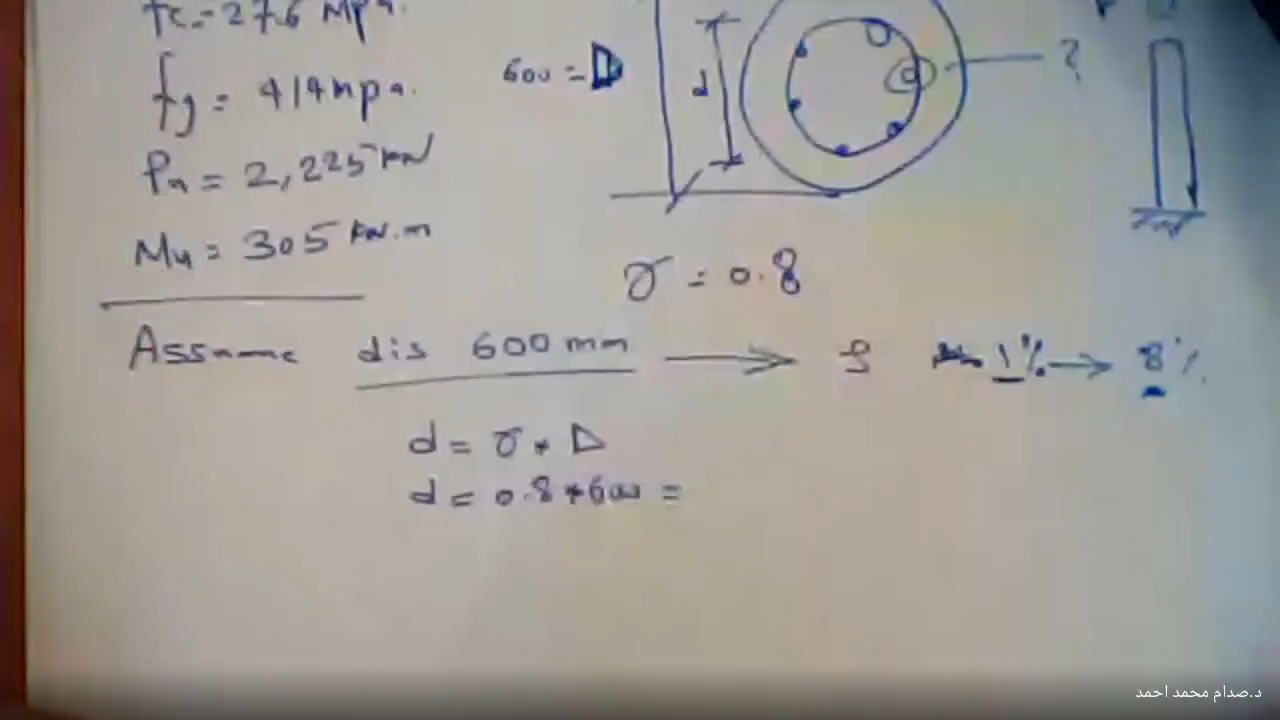 fc = 27.6 Mpa.
fy = 414 mpa.
Pu = 2,225 kN
Mu = 305 kN.m
600 = D
d
?
γ = 0.8
Assume dis 600 mm → ρ 1% → 8%
d = γ * D
d = 0.8 * 600 =
د.صدام محمد احمد